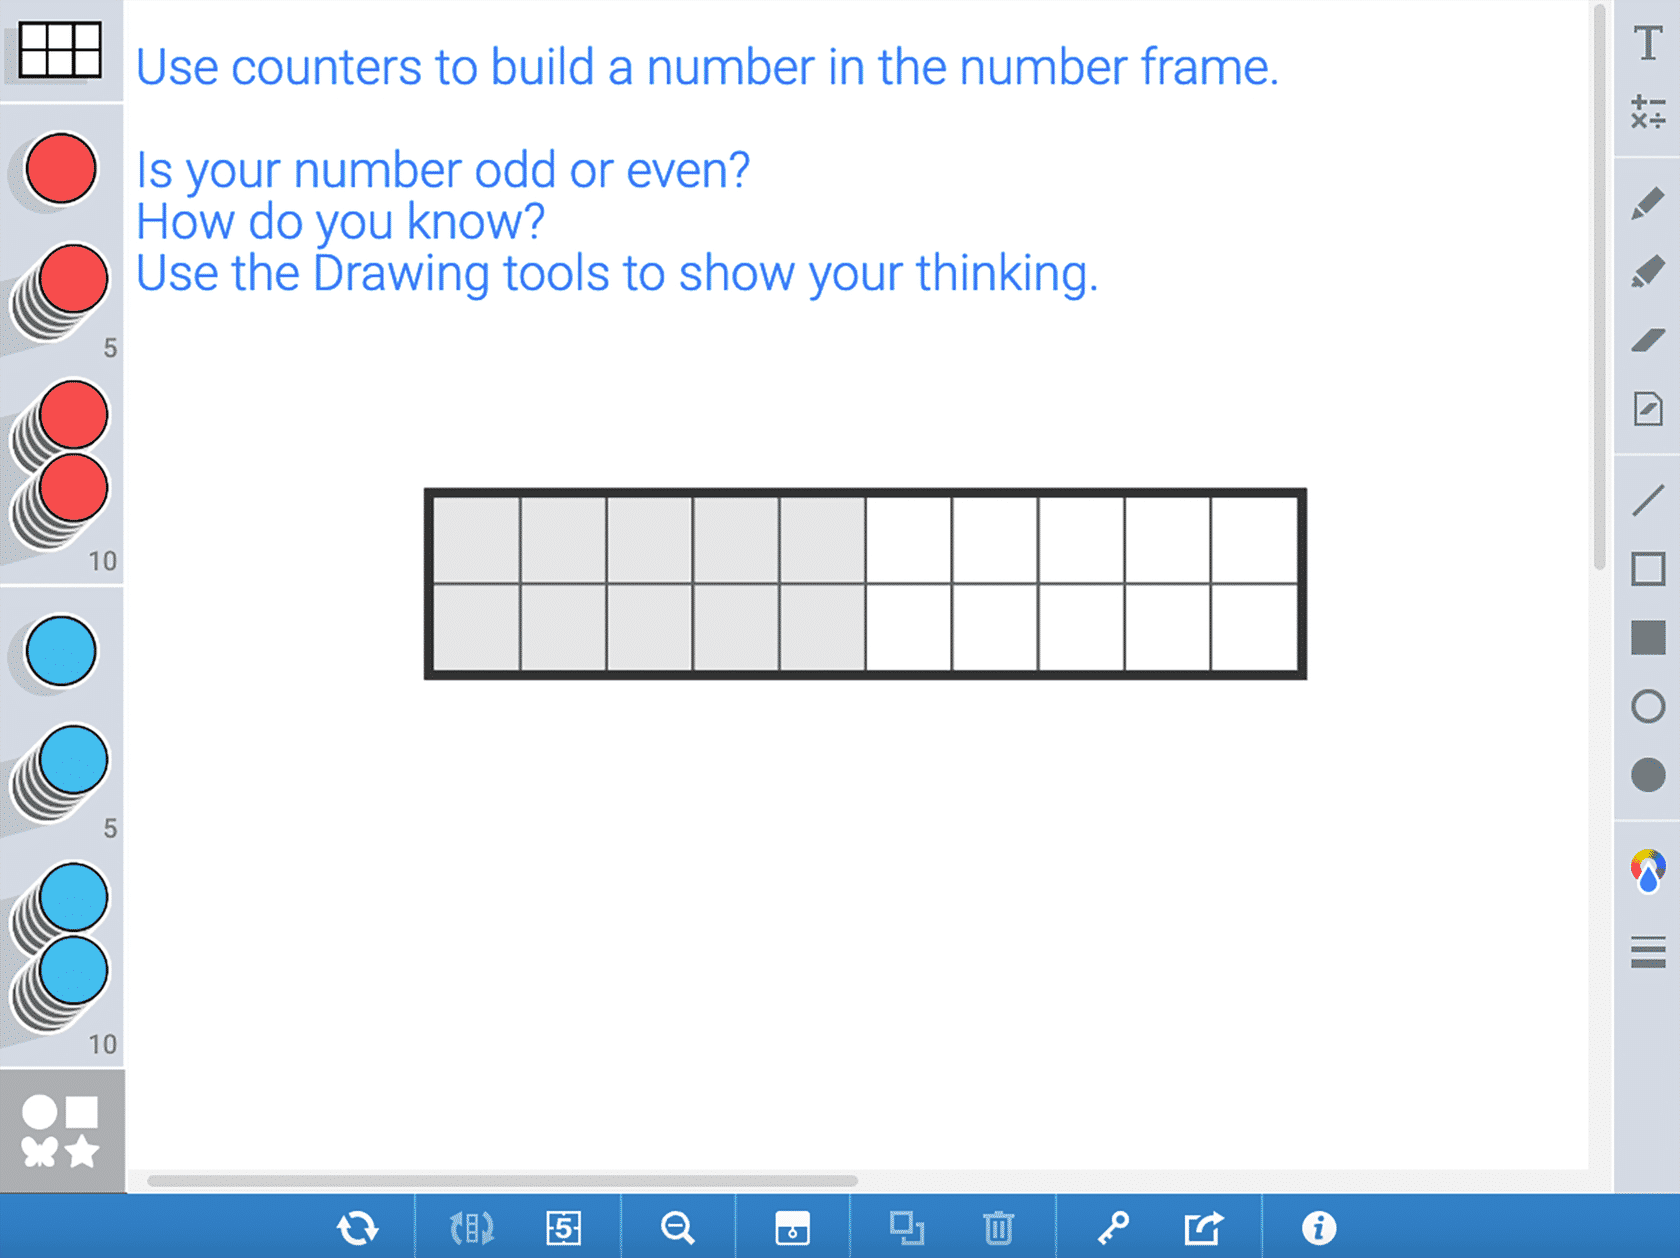 Use counters to build a number in the number frame.
Is your number odd or even?
How do you know?
Use the Drawing tools to show your thinking.
5
10
5
10
T
5
i